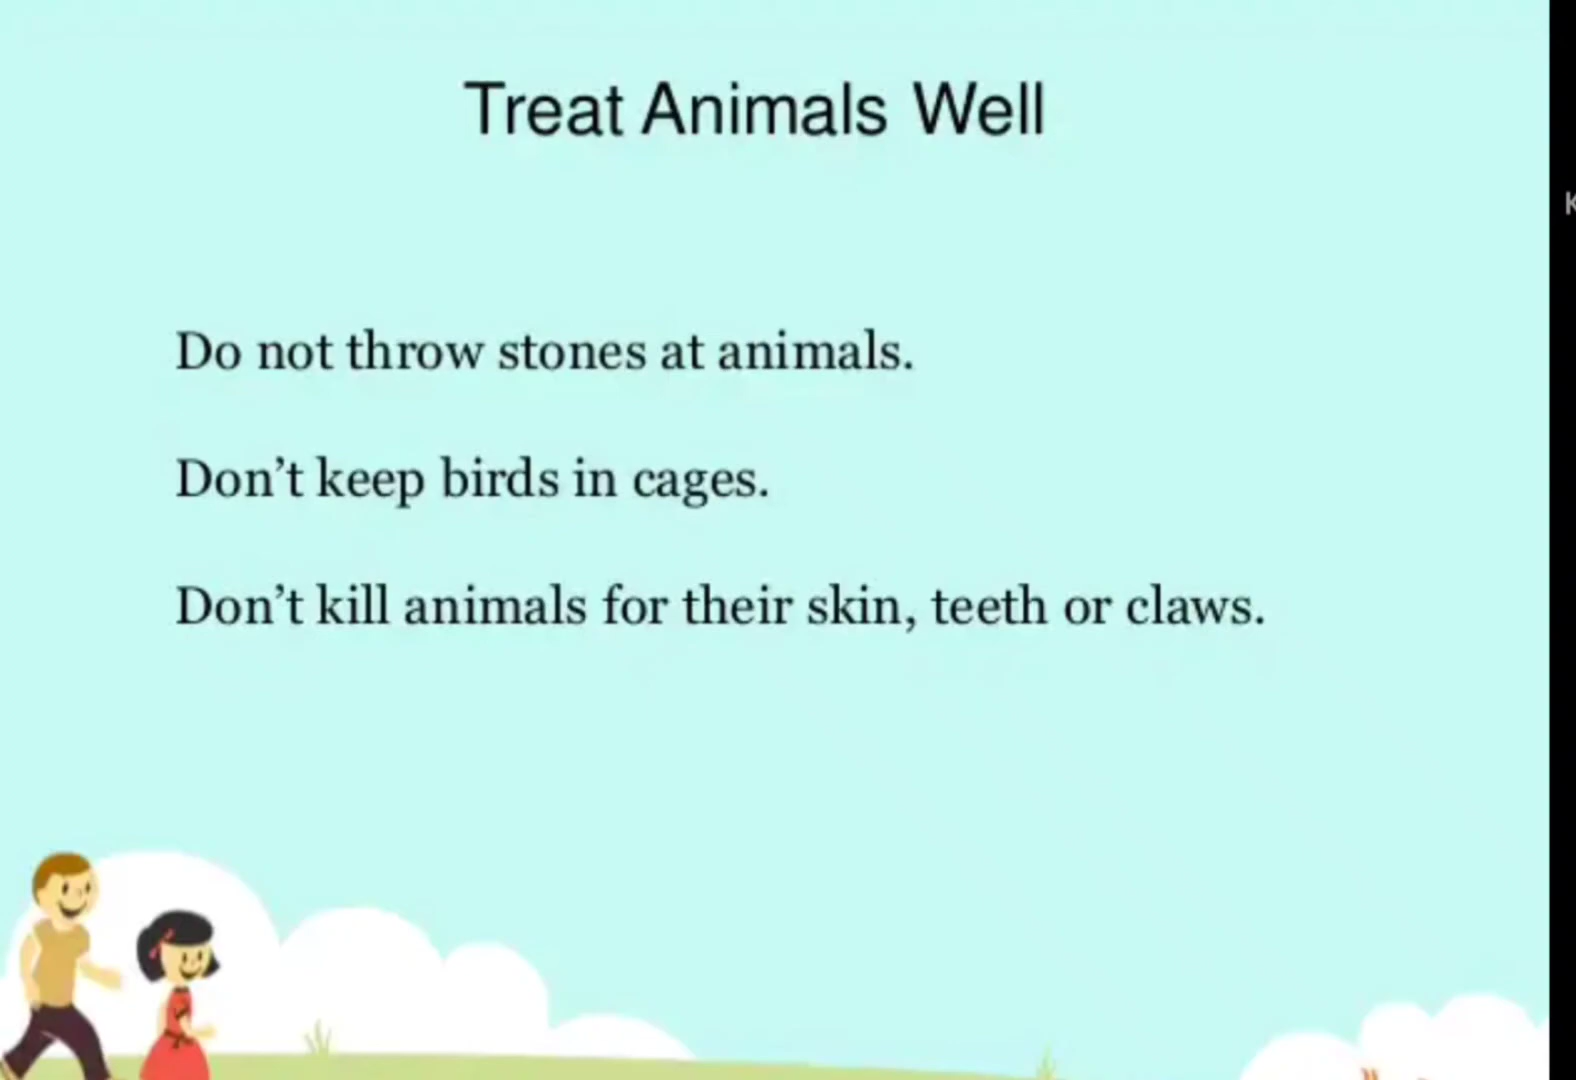 Treat Animals Well
Do not throw stones at animals.
Don’t keep birds in cages.
Don’t kill animals for their skin, teeth or claws.